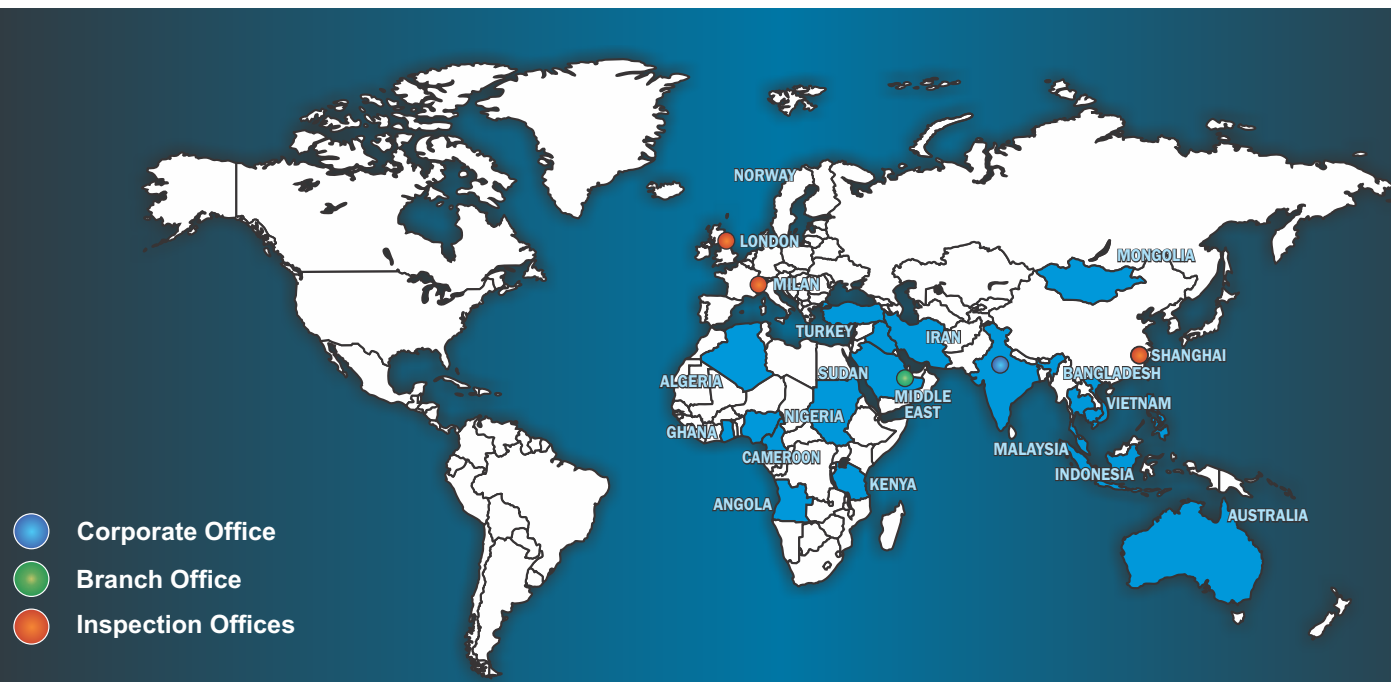 NORWAY
LONDON
MONGOLIA
MILAN
TURKEY
IRAN
SHANGHAI
ALGERIA
SUDAN
BANGLADESH
MIDDLE
EAST
VIETNAM
NIGERIA
GHANA
MALAYSIA
CAMEROON
INDONESIA
KENYA
ANGOLA
AUSTRALIA
Corporate Office
Branch Office
Inspection Offices